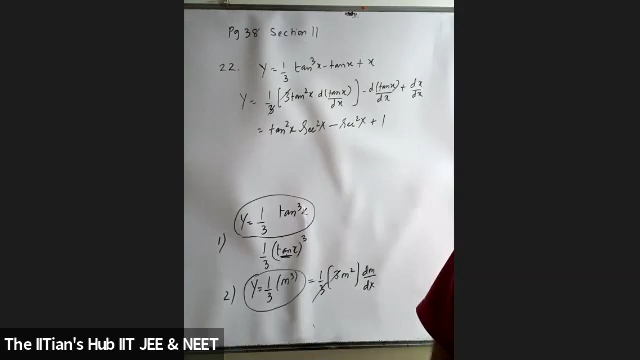 Pg 38 Section 11
22. y = 1/3 tan³x - tanx + x
y = 1/3 [3tan²x d(tanx)/dx] - d(tanx)/dx + dx/dx
= tan²x sec²x - sec²x + 1
y = 1/3 tan³x
1) 1/3 (tanx)³
2) y = 1/3 (m³) = 1/3 (3m²) dm/dx
The IITian's Hub IIT JEE & NEET